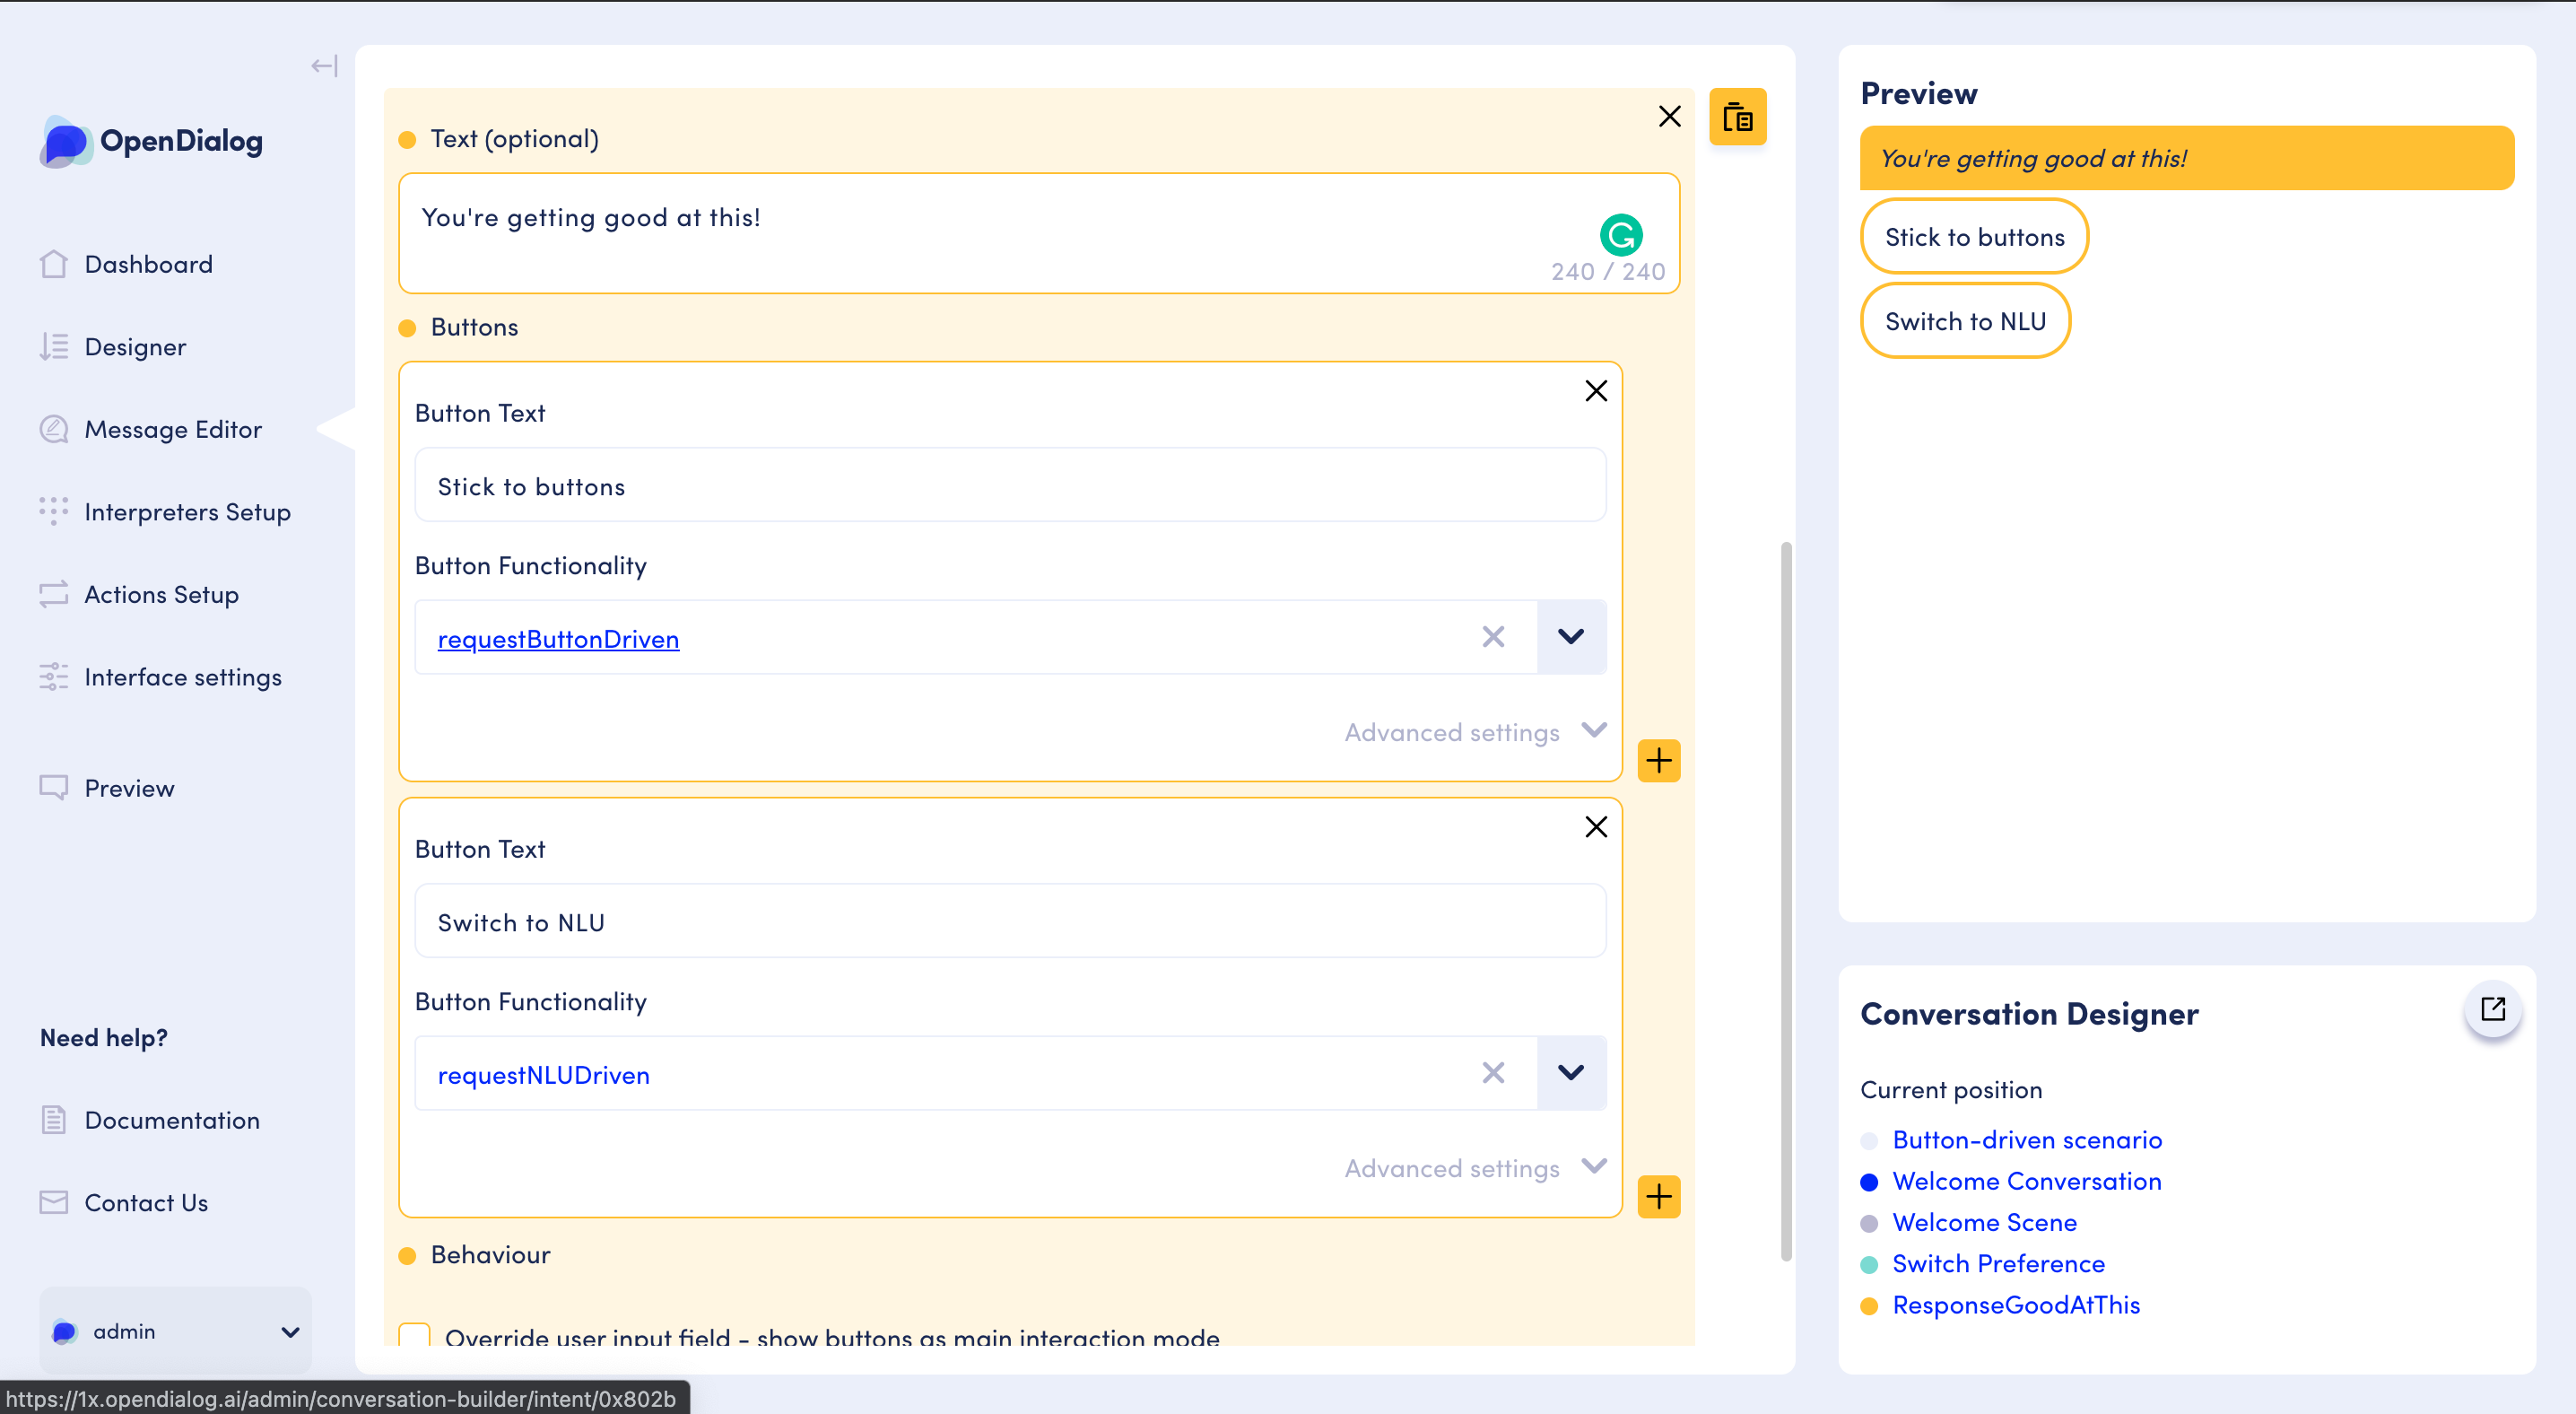 OpenDialog
Dashboard
Designer
Message Editor
Interpreters Setup
Actions Setup
Interface settings
Preview
Need help?
Documentation
Contact Us
admin
https://1x.opendialog.ai/admin/conversation-builder/intent/0x802b
Text (optional)
You're getting good at this!
240 / 240
Buttons
Button Text
Stick to buttons
Button Functionality
requestButtonDriven
Advanced settings
Button Text
Switch to NLU
Button Functionality
requestNLUDriven
Advanced settings
Behaviour
Override user input field - show buttons as main interaction mode
Preview
You're getting good at this!
Stick to buttons
Switch to NLU
Conversation Designer
Current position
Button-driven scenario
Welcome Conversation
Welcome Scene
Switch Preference
ResponseGoodAtThis